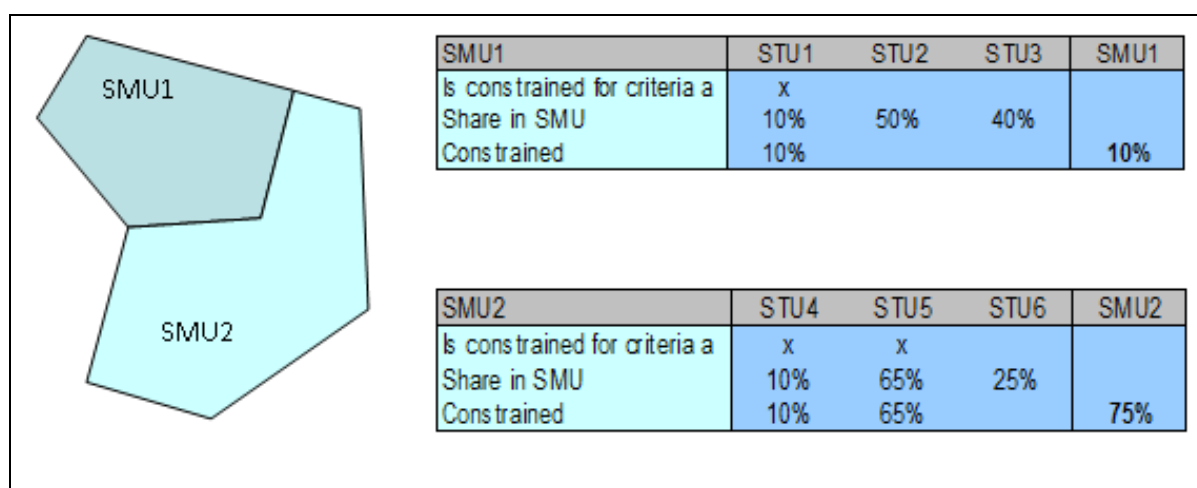 SMU1
SMU2
SMU1 STU1 STU2 STU3 SMU1
Is constrained for criteria a x
Share in SMU 10% 50% 40%
Constrained 10% 10%
SMU2 STU4 STU5 STU6 SMU2
Is constrained for criteria a x x
Share in SMU 10% 65% 25%
Constrained 10% 65% 75%